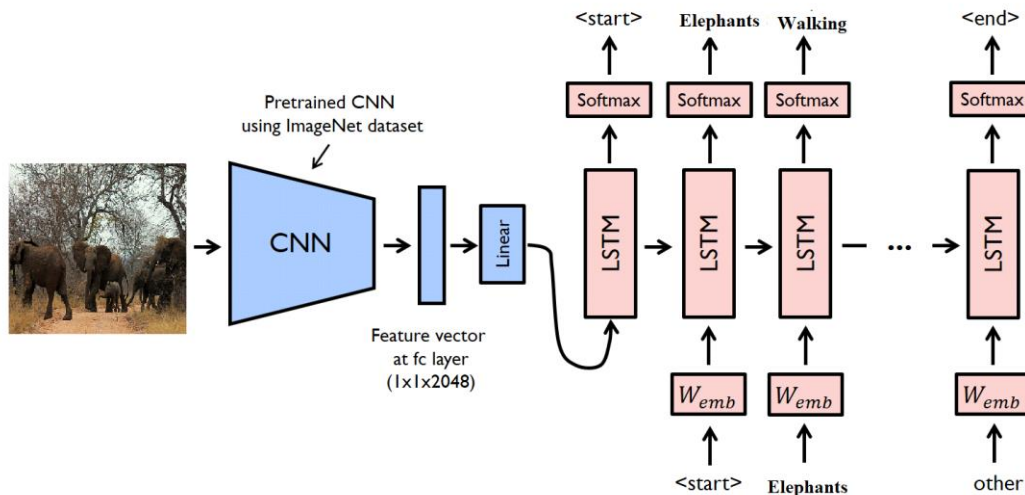 <start> Elephants Walking <end>
Softmax Softmax Softmax Softmax
Pretrained CNN
using ImageNet dataset
CNN
Linear
LSTM LSTM LSTM ... LSTM
Feature vector
at fc layer
(1x1x2048)
W_emb W_emb W_emb
<start> Elephants other